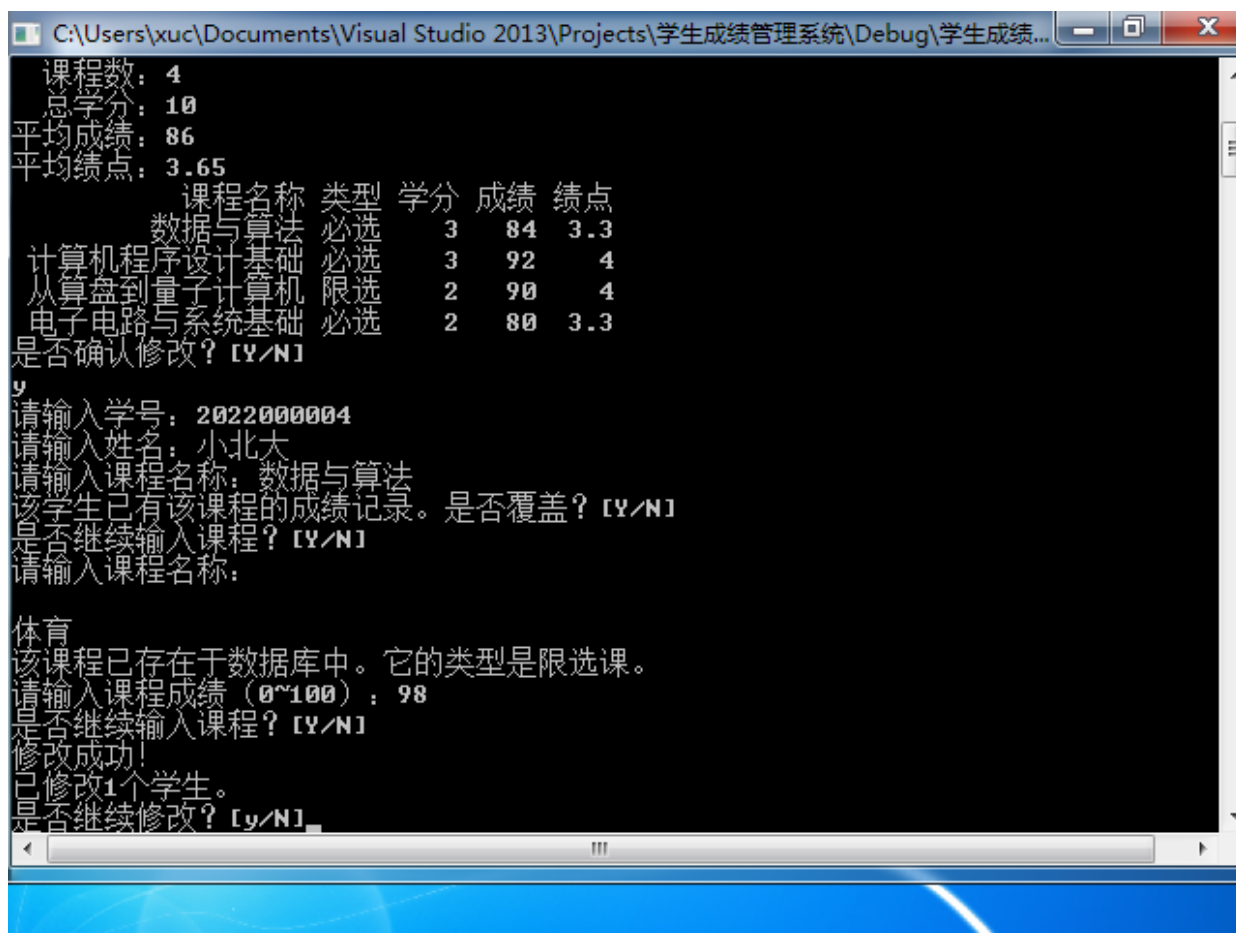 C:\Users\xuc\Documents\Visual Studio 2013\Projects\学生成绩管理系统\Debug\学生成绩...
课程数：4
总学分：10
平均成绩：86
平均绩点：3.65
课程名称 类型 学分 成绩 绩点
数据与算法 必选 3 84 3.3
计算机程序设计基础 必选 3 92 4
从算盘到量子计算机 限选 2 90 4
电子电路与系统基础 必选 2 80 3.3
是否确认修改？[Y/N]
y
请输入学号：2022000004
请输入姓名：小北大
请输入课程名称：数据与算法
该学生已有该课程的成绩记录。是否覆盖？[Y/N]
是否继续输入课程？[Y/N]
请输入课程名称：
体育
该课程已存在于数据库中。它的类型是限选课。
请输入课程成绩（0~100）：98
是否继续输入课程？[Y/N]
修改成功！
已修改1个学生。
是否继续修改？[y/N]